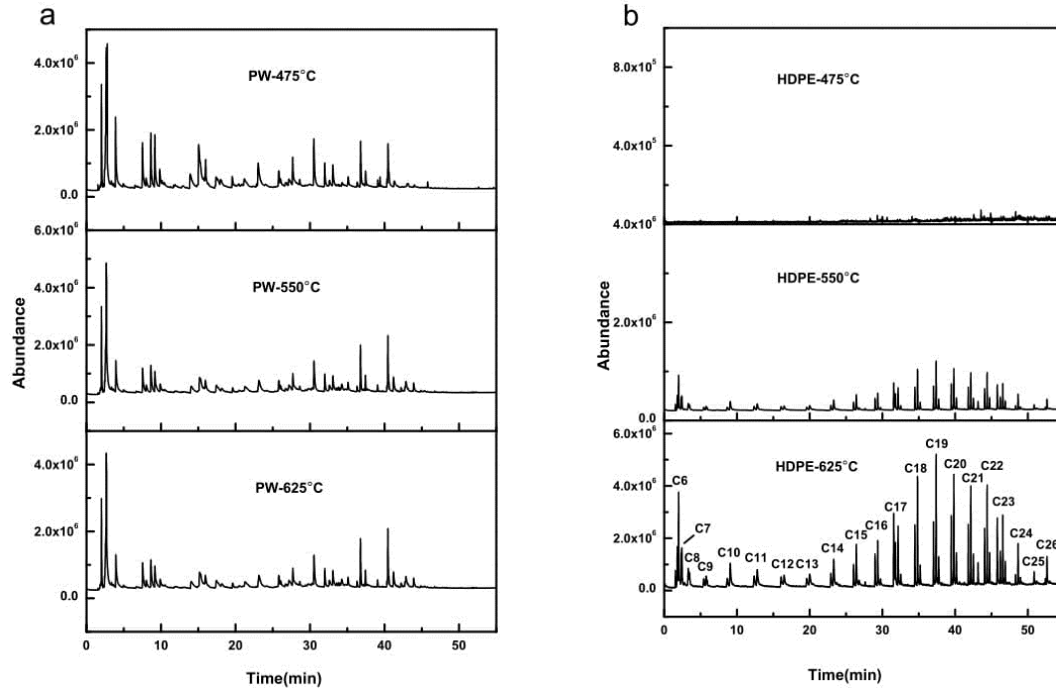 a
PW-475°C
4.0x10⁶
2.0x10⁶
0.0
6.0x10⁶
PW-550°C
4.0x10⁶
2.0x10⁶
0.0
PW-625°C
4.0x10⁶
2.0x10⁶
0.0
Abundance
0 10 20 30 40 50
Time(min)
b
HDPE-475°C
8.0x10⁵
4.0x10⁵
4.0x10⁶
HDPE-550°C
2.0x10⁶
0.0
HDPE-625°C
6.0x10⁶
4.0x10⁶
2.0x10⁶
0.0
C6
C7
C8
C9
C10
C11
C12
C13
C14
C15
C16
C17
C18
C19
C20
C21
C22
C23
C24
C25
C26
Abundance
0 10 20 30 40 50
Time(min)